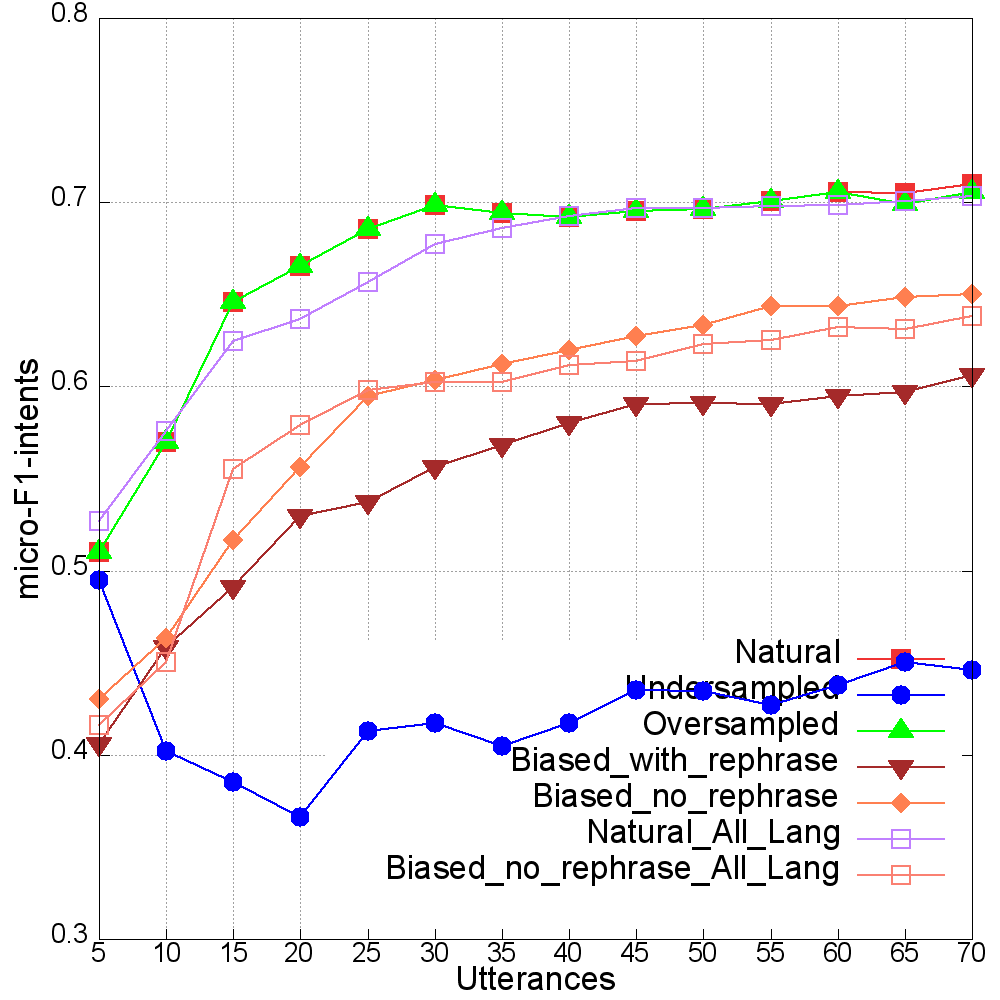 0.8
0.7
0.6
0.5
0.4
0.3
micro-F1-intents
Natural
Undersampled
Oversampled
Biased_with_rephrase
Biased_no_rephrase
Natural_All_Lang
Biased_no_rephrase_All_Lang
5 10 15 20 25 30 35 40 45 50 55 60 65 70
Utterances